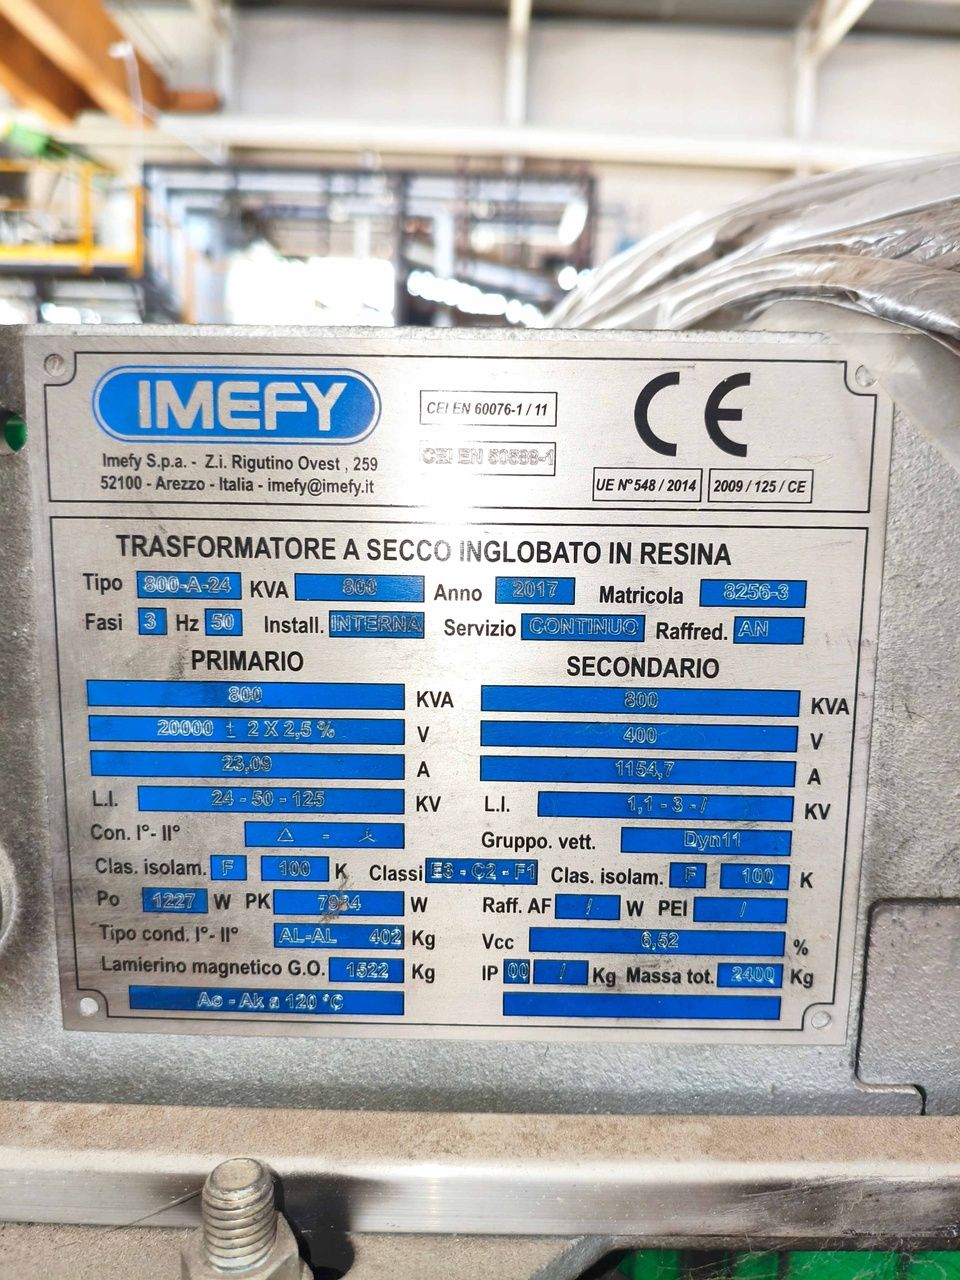 IMEFY
Imefy S.p.a. - Z.i. Rigutino Ovest , 259
52100 - Arezzo - Italia - imefy@imefy.it
CEI EN 60076-1 / 11
CEI EN 50588-1
CE
UE N° 548 / 2014 2009 / 125 / CE
TRASFORMATORE A SECCO INGLOBATO IN RESINA
Tipo 800-A-24 KVA 800 Anno 2017 Matricola 8256-3
Fasi 3 Hz 50 Install. INTERNA Servizio CONTINUO Raffred. AN
PRIMARIO SECONDARIO
800 KVA 800 KVA
20000 ± 2 X 2,5 % V 400 V
23,09 A 1154,7 A
L.I. 24 - 50 - 125 KV L.I. 1,1 - 3 - / KV
Con. I°- II° △ - ⅄ Gruppo. vett. Dyn11
Clas. isolam. F 100 K Classi E3 - C2 - F1 Clas. isolam. F 100 K
Po 1227 W PK W Raff. AF / W PEI /
Tipo cond. I°- II° AL-AL 402 Kg Vcc 6,52 %
Lamierino magnetico G.O. 1522 Kg IP 00 / Kg Massa tot. 2400 Kg
Ao - Ak a 120 °C